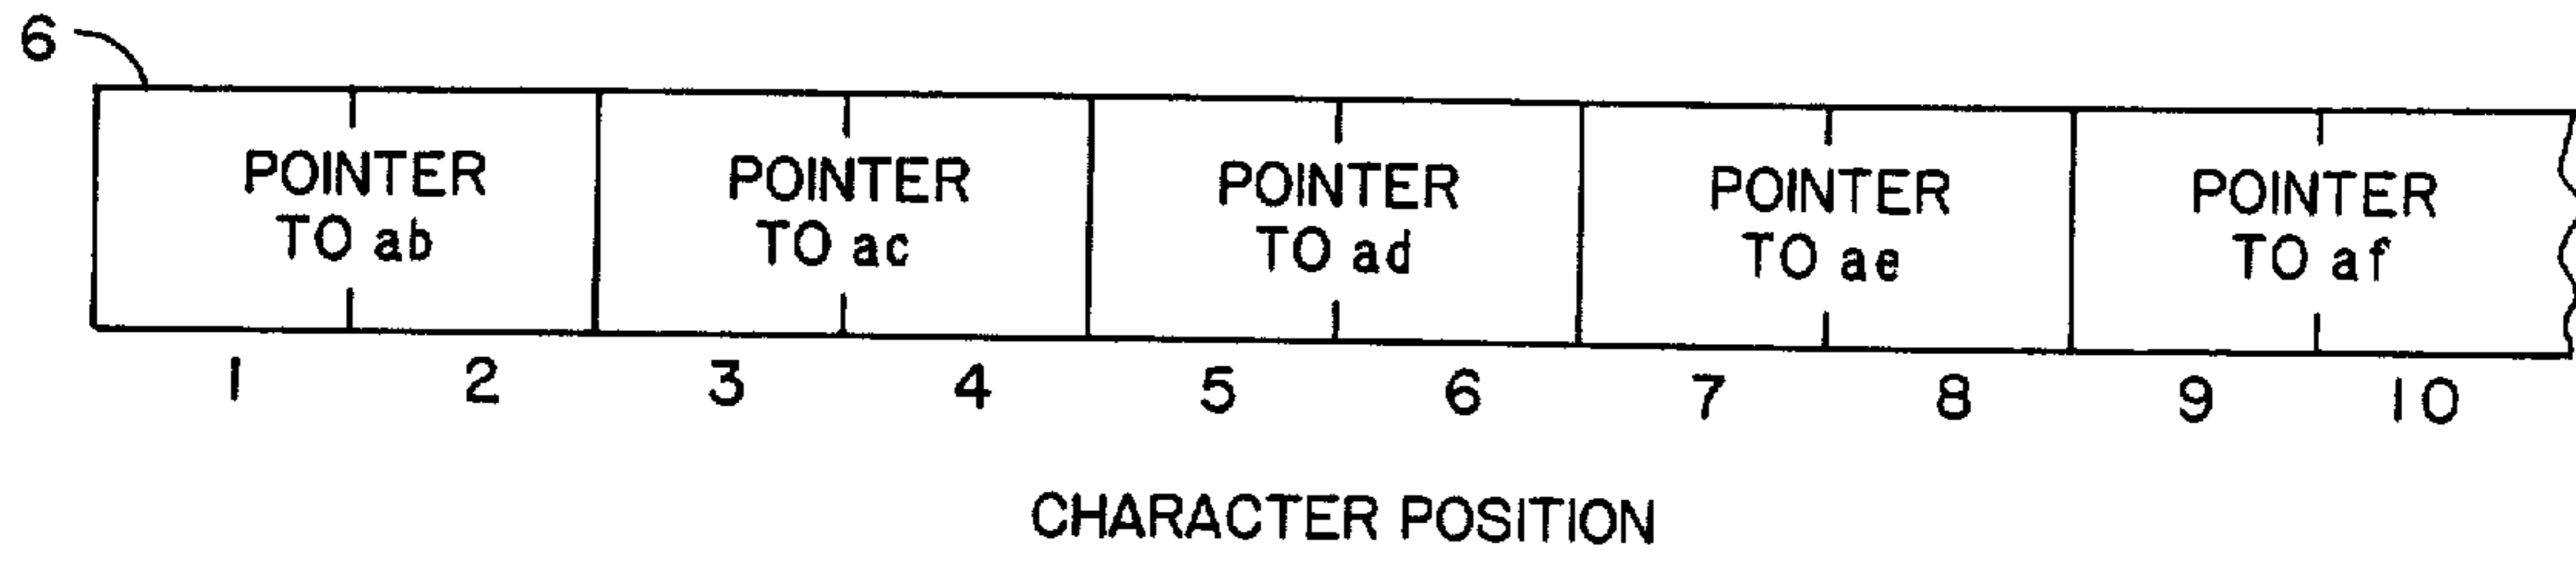 6
POINTER TO ab
POINTER TO ac
POINTER TO ad
POINTER TO ae
POINTER TO af
1 2 3 4 5 6 7 8 9 10
CHARACTER POSITION